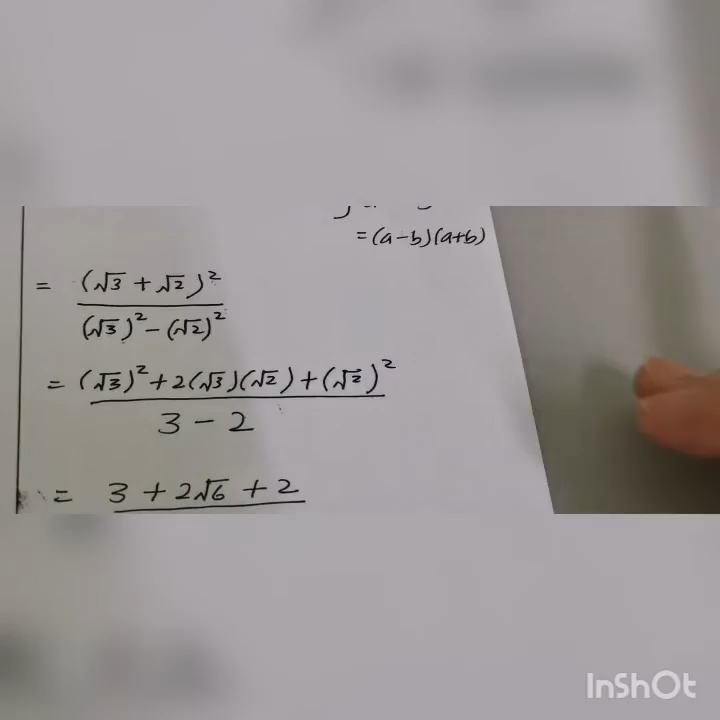 =(a-b)(a+b)
= (√3 + √2)²
(√3)² - (√2)²
= (√3)² + 2(√3)(√2) + (√2)²
3 - 2
= 3 + 2√6 + 2
InShOt